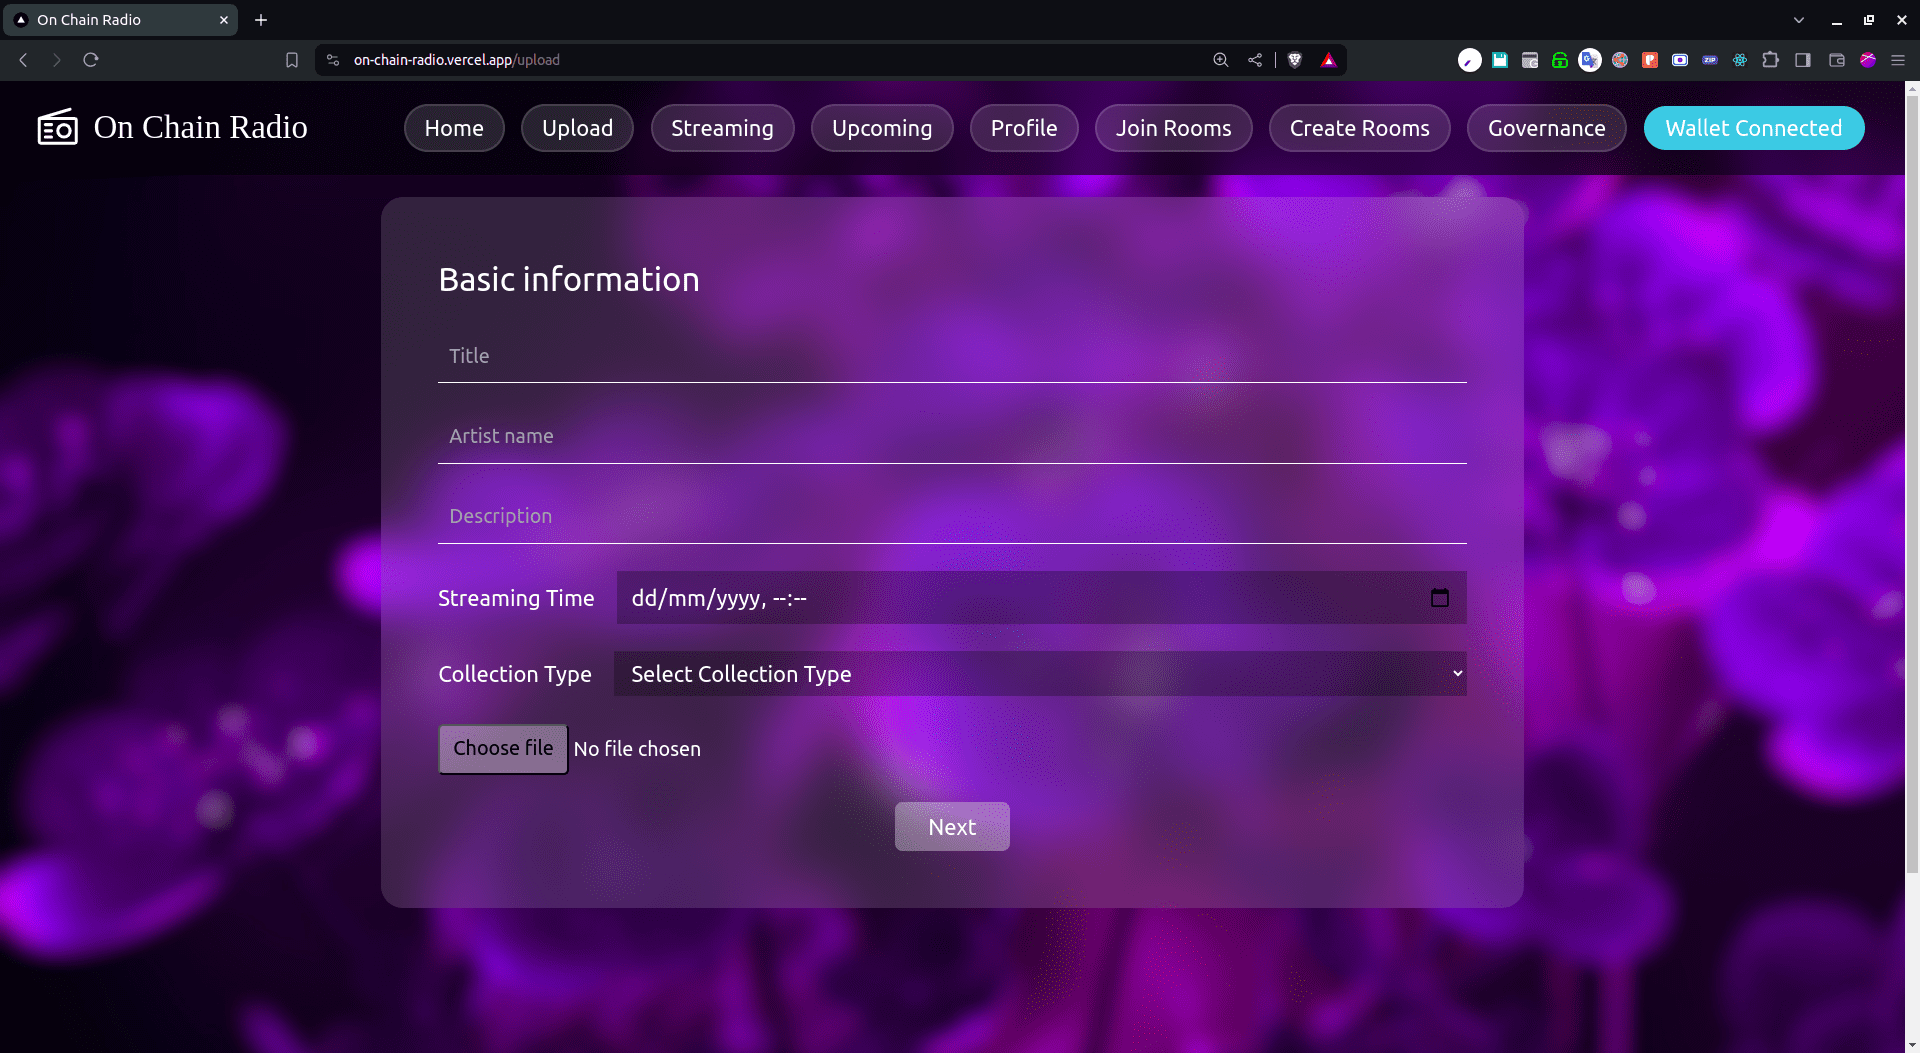 On Chain Radio
on-chain-radio.vercel.app/upload
ZIP
On Chain Radio
Home
Upload
Streaming
Upcoming
Profile
Join Rooms
Create Rooms
Governance
Wallet Connected
Basic information
Title
Artist name
Description
Streaming Time
dd/mm/yyyy, --:--
Collection Type
Select Collection Type
Choose file
No file chosen
Next